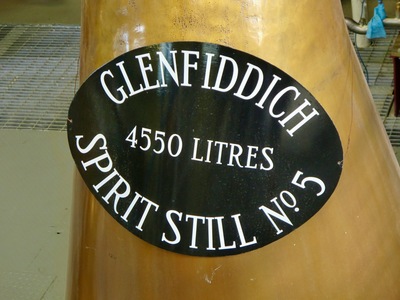 GLENFIDDICH
4550 LITRES
SPIRIT STILL No 5